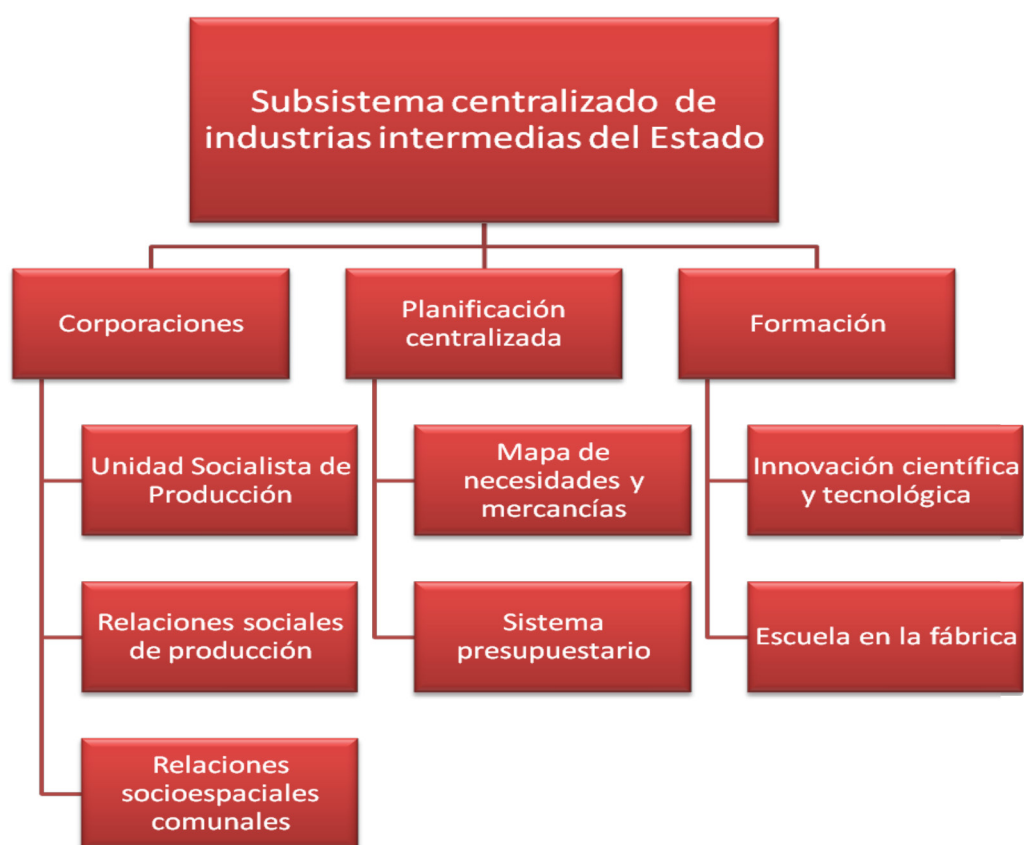 Subsistema centralizado de
industrias intermedias del Estado
Corporaciones
Planificación
centralizada
Formación
Unidad Socialista de
Producción
Mapa de
necesidades y
mercancías
Innovación científica
y tecnológica
Relaciones sociales
de producción
Sistema
presupuestario
Escuela en la fábrica
Relaciones
socioespaciales
comunales